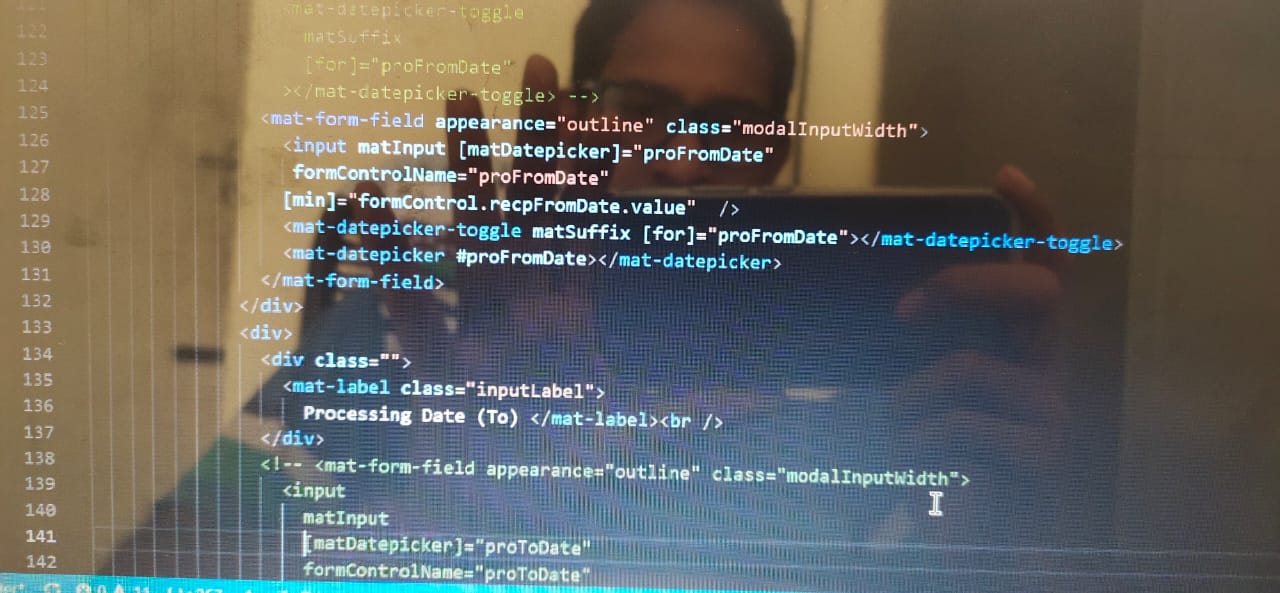 121 <mat-datepicker-toggle
122 matSuffix
123 [for]="proFromDate"
124 ></mat-datepicker-toggle> -->
125 <mat-form-field appearance="outline" class="modalInputWidth">
126 <input matInput [matDatepicker]="proFromDate"
127 formControlName="proFromDate"
128 [min]="formControl.recpFromDate.value" />
129 <mat-datepicker-toggle matSuffix [for]="proFromDate"></mat-datepicker-toggle>
130 <mat-datepicker #proFromDate></mat-datepicker>
131 </mat-form-field>
132 </div>
133 <div>
134 <div class="">
135 <mat-label class="inputLabel">
136 Processing Date (To) </mat-label><br />
137 </div>
138 <!-- <mat-form-field appearance="outline" class="modalInputWidth">
139 <input
140 matInput
141 [matDatepicker]="proToDate"
142 formControlName="proToDate"